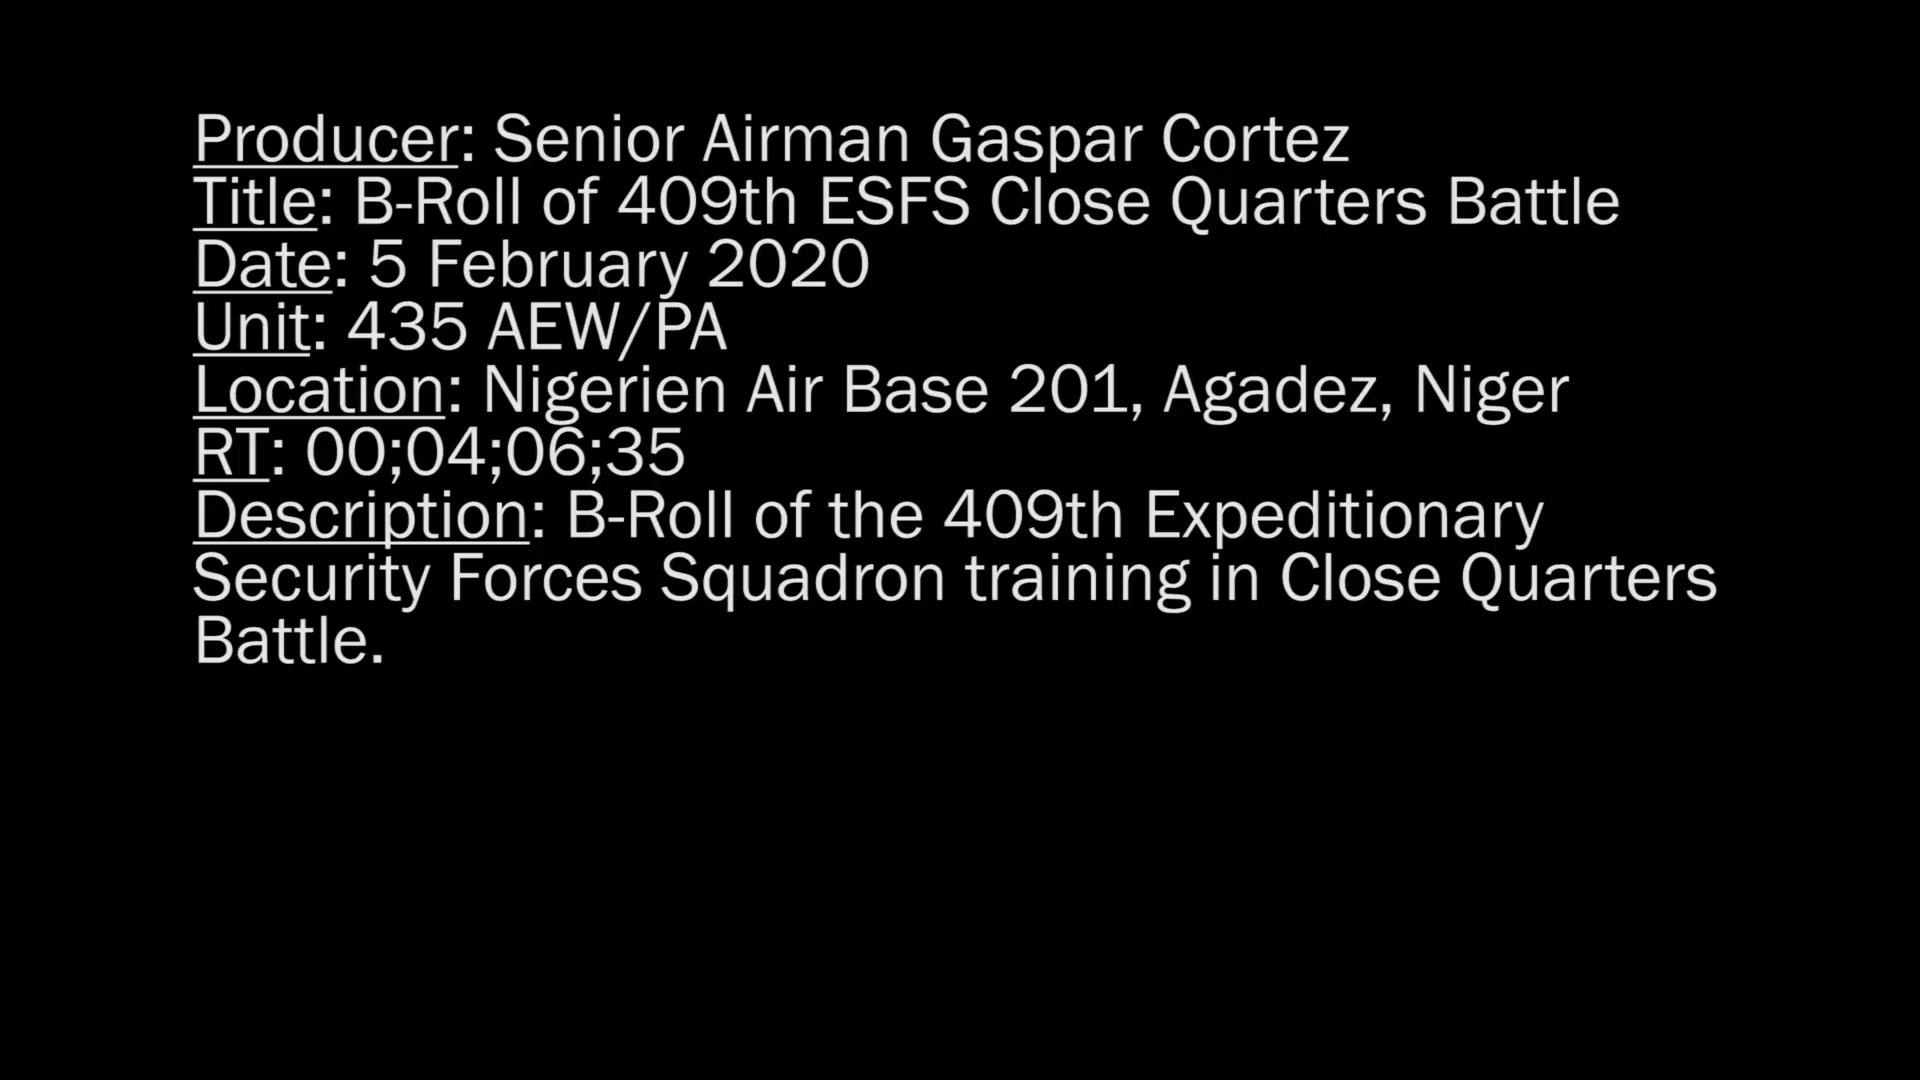 Producer: Senior Airman Gaspar Cortez
Title: B-Roll of 409th ESFS Close Quarters Battle
Date: 5 February 2020
Unit: 435 AEW/PA
Location: Nigerien Air Base 201, Agadez, Niger
RT: 00;04;06;35
Description: B-Roll of the 409th Expeditionary
Security Forces Squadron training in Close Quarters
Battle.